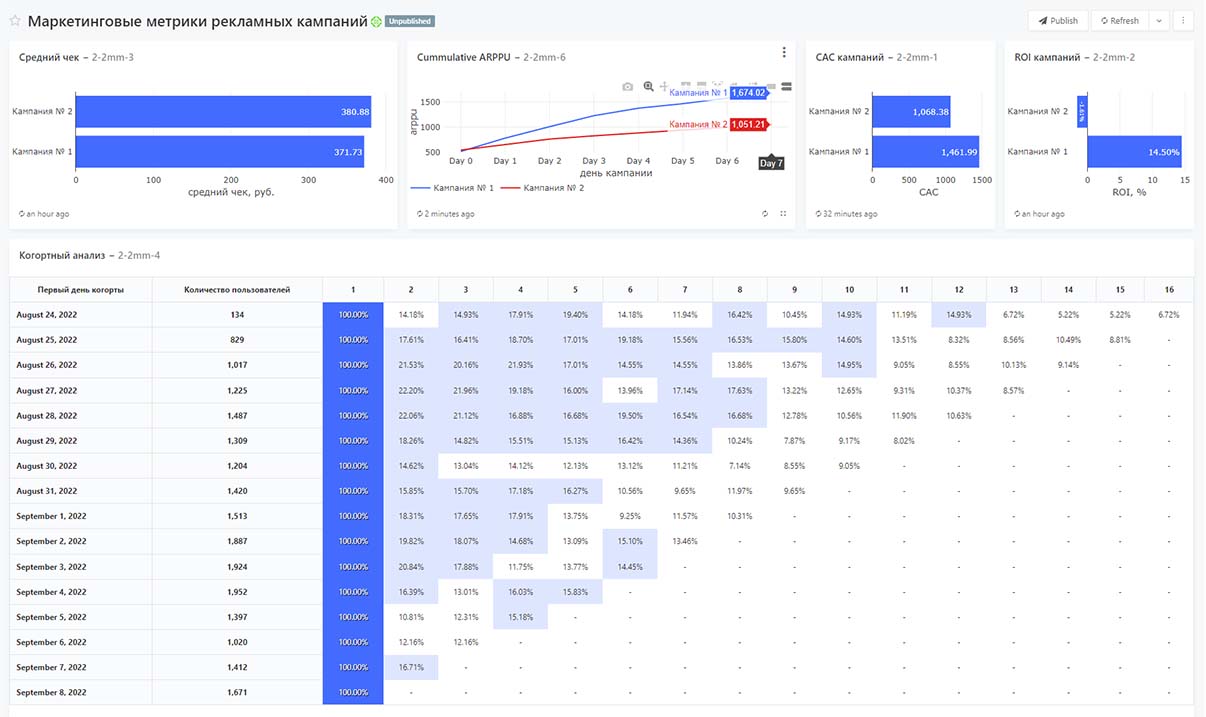 Маркетинговые метрики рекламных кампаний Unpublished Publish Refresh
Средний чек – 2-2mm-3
Кампания № 2 380.88
Кампания № 1 371.73
0 100 200 300 400
средний чек, руб.
an hour ago
Cummulative ARPPU – 2-2mm-6
Кампания № 1 1,674.02
Кампания № 2 1,051.21
arppu
1500
1000
500
Day 0 Day 1 Day 2 Day 3 Day 4 Day 5 Day 6 Day 7
день кампании
Кампания № 1 Кампания № 2
2 minutes ago
CAC кампаний – 2-2mm-1
Кампания № 2 1,068.38
Кампания № 1 1,461.99
0 500 1000 1500
CAC
32 minutes ago
ROI кампаний – 2-2mm-2
Кампания № 2
Кампания № 1 14.50%
0 5 10 15
ROI, %
an hour ago
Когортный анализ – 2-2mm-4
Первый день когорты Количество пользователей 1 2 3 4 5 6 7 8 9 10 11 12 13 14 15 16
August 24, 2022 134 100.00% 14.18% 14.93% 17.91% 19.40% 14.18% 11.94% 16.42% 10.45% 14.93% 11.19% 14.93% 6.72% 5.22% 5.22% 6.72%
August 25, 2022 829 100.00% 17.61% 16.41% 18.70% 17.01% 19.18% 15.56% 16.53% 15.80% 14.60% 13.51% 8.32% 8.56% 10.49% 8.81% -
August 26, 2022 1,017 100.00% 21.53% 20.16% 21.93% 17.01% 14.55% 14.55% 13.86% 13.67% 14.95% 9.05% 8.55% 10.13% 9.14% - -
August 27, 2022 1,225 100.00% 22.20% 21.96% 19.18% 16.00% 13.96% 17.14% 17.63% 13.22% 12.65% 9.31% 10.37% 8.57% - - -
August 28, 2022 1,487 100.00% 22.06% 21.12% 16.88% 16.68% 19.50% 16.54% 16.68% 12.78% 10.56% 11.90% 10.63% - - - -
August 29, 2022 1,309 100.00% 18.26% 14.82% 15.51% 15.13% 16.42% 14.36% 10.24% 7.87% 9.17% 8.02% - - - - -
August 30, 2022 1,204 100.00% 14.62% 13.04% 14.12% 12.13% 13.12% 11.21% 7.14% 8.55% 9.05% - - - - - -
August 31, 2022 1,420 100.00% 15.85% 15.70% 17.18% 16.27% 10.56% 9.65% 11.97% 9.65% - - - - - - -
September 1, 2022 1,513 100.00% 18.31% 17.65% 17.91% 13.75% 9.25% 11.57% 10.31% - - - - - - - -
September 2, 2022 1,887 100.00% 19.82% 18.07% 14.68% 13.09% 15.10% 13.46% - - - - - - - - -
September 3, 2022 1,924 100.00% 20.84% 17.88% 11.75% 13.77% 14.45% - - - - - - - - - -
September 4, 2022 1,952 100.00% 16.39% 13.01% 16.03% 15.83% - - - - - - - - - - -
September 5, 2022 1,397 100.00% 10.81% 12.31% 15.18% - - - - - - - - - - - -
September 6, 2022 1,020 100.00% 12.16% 12.16% - - - - - - - - - - - - -
September 7, 2022 1,412 100.00% 16.71% - - - - - - - - - - - - - -
September 8, 2022 1,671 100.00% - - - - - - - - - - - - - - -